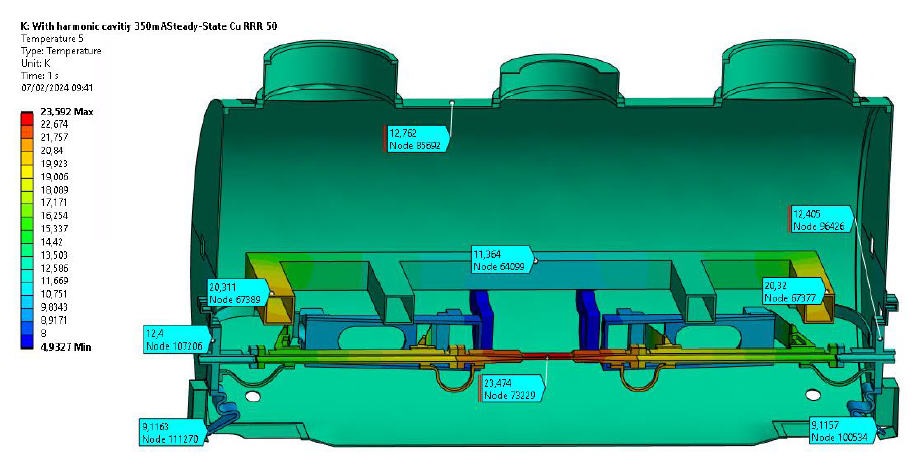 K: With harmonic cavitiy 350mASteady-State Cu RRR 50
Temperature 5
Type: Temperature
Unit: K
Time: 1 s
07/02/2024 09:41
23,592 Max
22,674
21,757
20,84
19,923
19,006
18,089
17,171
16,254
15,337
14,42
13,503
12,586
11,669
10,751
9,8343
8,9171
8
4,9327 Min
12,762
Node 85692
12,405
Node 96426
11,364
Node 64099
20,311
Node 67389
20,32
Node 67377
12,4
Node 107206
23,474
Node 73229
9,1163
Node 111270
9,1157
Node 100534